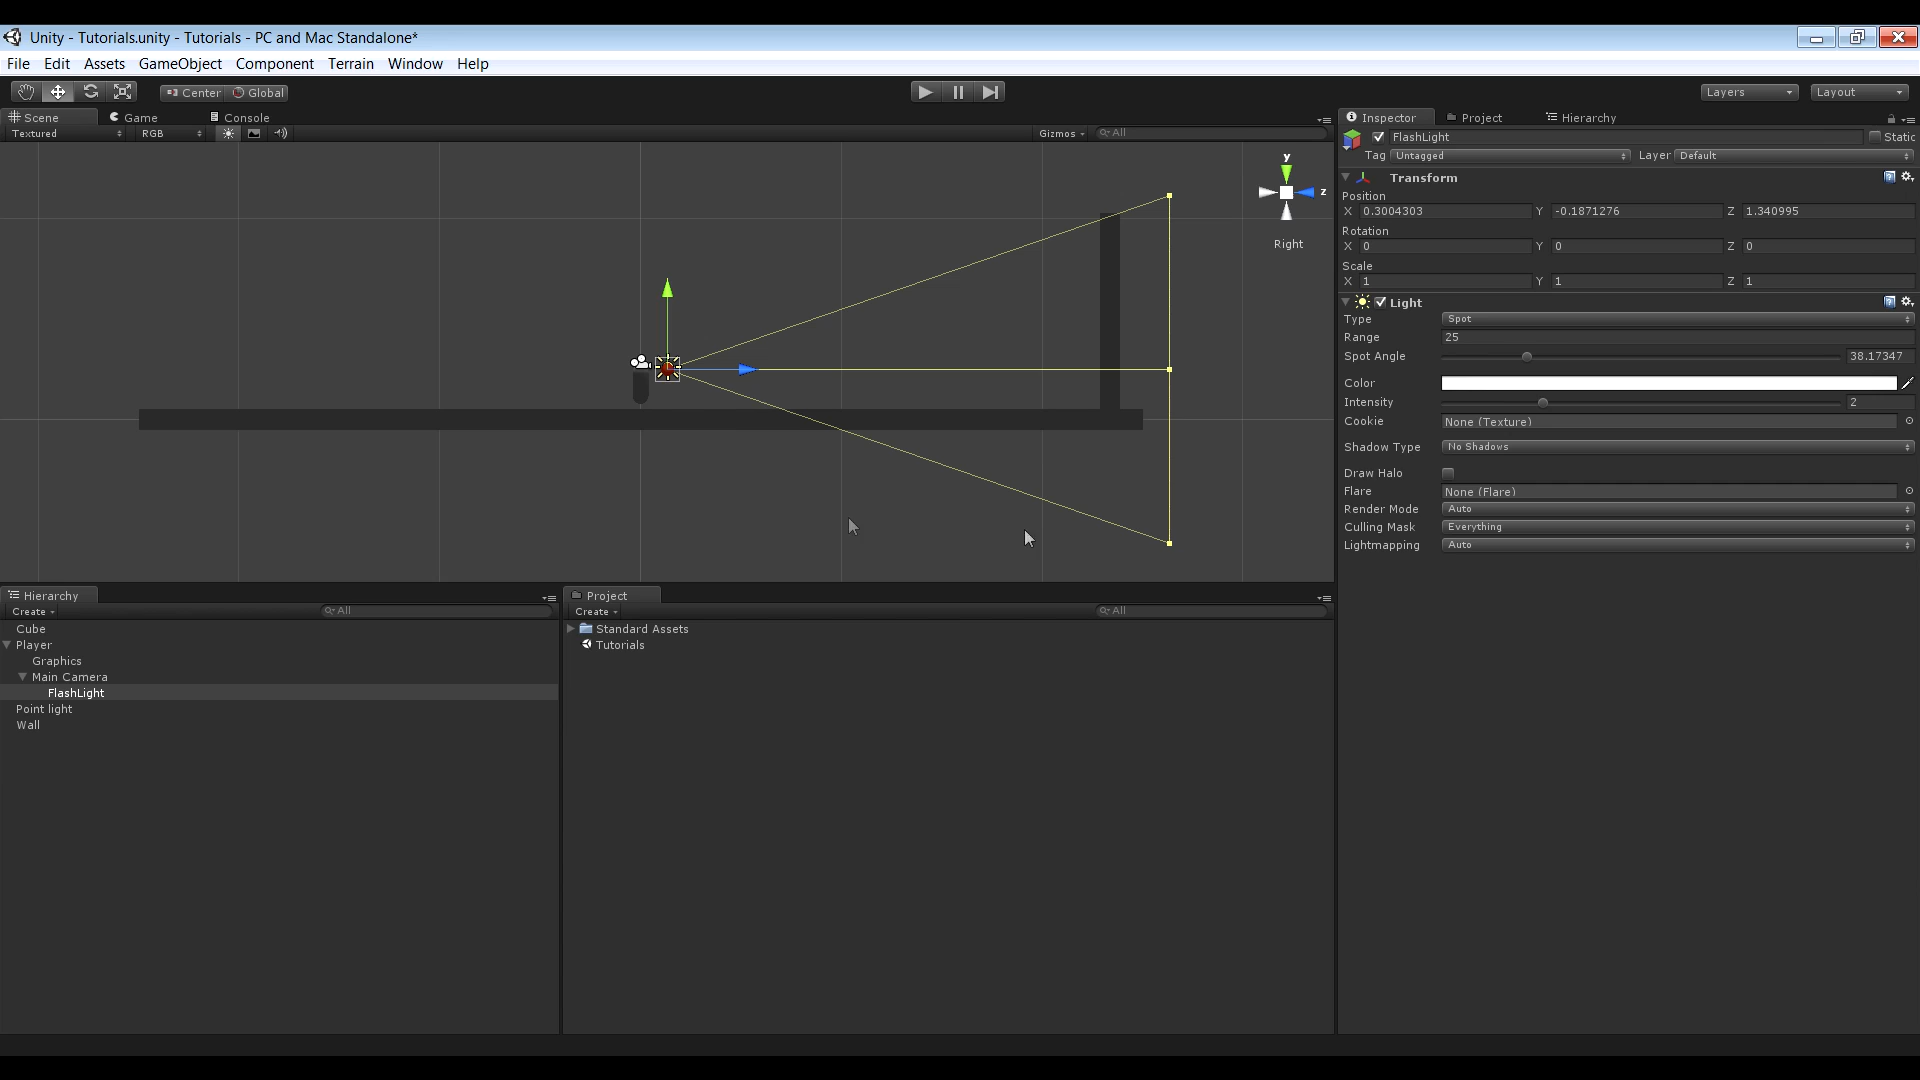 Unity - Tutorials.unity - Tutorials - PC and Mac Standalone*
File Edit Assets GameObject Component Terrain Window Help
Center Global Layers Layout
Scene Game Console
Textured RGB Gizmos All
y
z
Right
Inspector Project Hierarchy
FlashLight Static
Tag Untagged Layer Default
Transform
Position
X 0.3004303 Y -0.1871276 Z 1.340995
Rotation
X 0 Y 0 Z 0
Scale
X 1 Y 1 Z 1
Light
Type Spot
Range 25
Spot Angle 38.17347
Color
Intensity 2
Cookie None (Texture)
Shadow Type No Shadows
Draw Halo
Flare None (Flare)
Render Mode Auto
Culling Mask Everything
Lightmapping Auto
Hierarchy
Create All
Cube
Player
Graphics
Main Camera
FlashLight
Point light
Wall
Project
Create All
Standard Assets
Tutorials